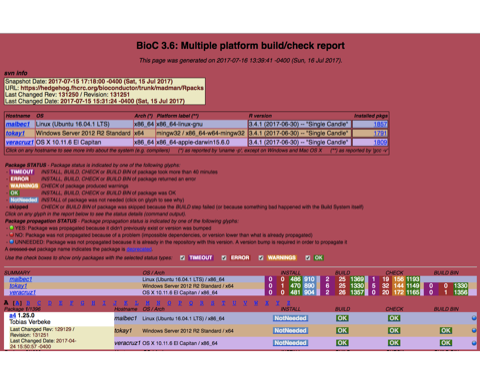 BioC 3.6: Multiple platform build/check report
This page was generated on 2017-07-16 13:39:41 -0400 (Sun, 16 Jul 2017).
svn info
Snapshot Date: 2017-07-15 17:18:00 -0400 (Sat, 15 Jul 2017)
URL: https://hedgehog.fhcrc.org/bioconductor/trunk/madman/Rpacks
Last Changed Rev: 131250 / Revision: 131251
Last Changed Date: 2017-07-15 15:31:24 -0400 (Sat, 15 Jul 2017)
Hostname OS Arch (*) Platform label (**) R version Installed pkgs
malbec1 Linux (Ubuntu 16.04.1 LTS) x86_64 x86_64-linux-gnu 3.4.1 (2017-06-30) -- "Single Candle" 1857
tokay1 Windows Server 2012 R2 Standard x64 mingw32 / x86_64-w64-mingw32 3.4.1 (2017-06-30) -- "Single Candle" 1791
veracruz1 OS X 10.11.6 El Capitan x86_64 x86_64-apple-darwin15.6.0 3.4.1 (2017-06-30) -- "Single Candle" 1809
Click on any hostname to see more info about the system (e.g. compilers) (*) as reported by 'uname -p', except on Windows and Mac OS X (**) as reported by 'gcc -v'
Package STATUS - Package status is indicated by one of the following glyphs:
TIMEOUT INSTALL, BUILD, CHECK or BUILD BIN of package took more than 40 minutes
ERROR INSTALL, BUILD, CHECK or BUILD BIN of package returned an error
WARNINGS CHECK of package produced warnings
OK INSTALL, BUILD, CHECK or BUILD BIN of package was OK
NotNeeded INSTALL of package was not needed (click on glyph to see why)
skipped CHECK or BUILD BIN of package was skipped because the BUILD step failed (or because something bad happened with the Build System itself)
Click on any glyph in the report below to see the status details (command output)
Package propagation STATUS - Package propagation status is indicated by one of the following glyphs:
YES: Package was propagated because it didn't previously exist or version was bumped
NO: Package was not propagated because of a problem (impossible dependencies, or version lower than what is already propagated)
UNNEEDED: Package was not propagated because it is already in the repository with this version. A version bump is required in order to propagate it
A crossed-out package name indicates the package is deprecated
Use the check boxes to show only packages with the selected status types: TIMEOUT ERROR WARNINGS OK
SUMMARY OS / Arch INSTALL BUILD CHECK BUILD BIN
malbec1 Linux (Ubuntu 16.04.1 LTS) / x86_64 0 0 486 910 2 25 1369 1 19 156 1193
tokay1 Windows Server 2012 R2 Standard / x64 0 1 470 890 6 25 1330 5 32 144 1149 0 0 1330
veracruz1 OS X 10.11.6 El Capitan / x86_64 0 0 481 904 2 26 1357 0 20 172 1165 0 1 1356
A [A] B C D E F G H I J K L M N O P Q R S T U V W X Y Z
Package 1/1398 Hostname OS / Arch INSTALL BUILD CHECK BUILD BIN
a4 1.25.0
Tobias Verbeke
Last Changed Rev: 129129 / Revision: 131251
Last Changed Date: 2017-04-24 15:50:57 -0400
malbec1 Linux (Ubuntu 16.04.1 LTS) / x86_64 NotNeeded OK OK
tokay1 Windows Server 2012 R2 Standard / x64 NotNeeded OK OK OK
veracruz1 OS X 10.11.6 El Capitan / x86_64 NotNeeded OK OK OK